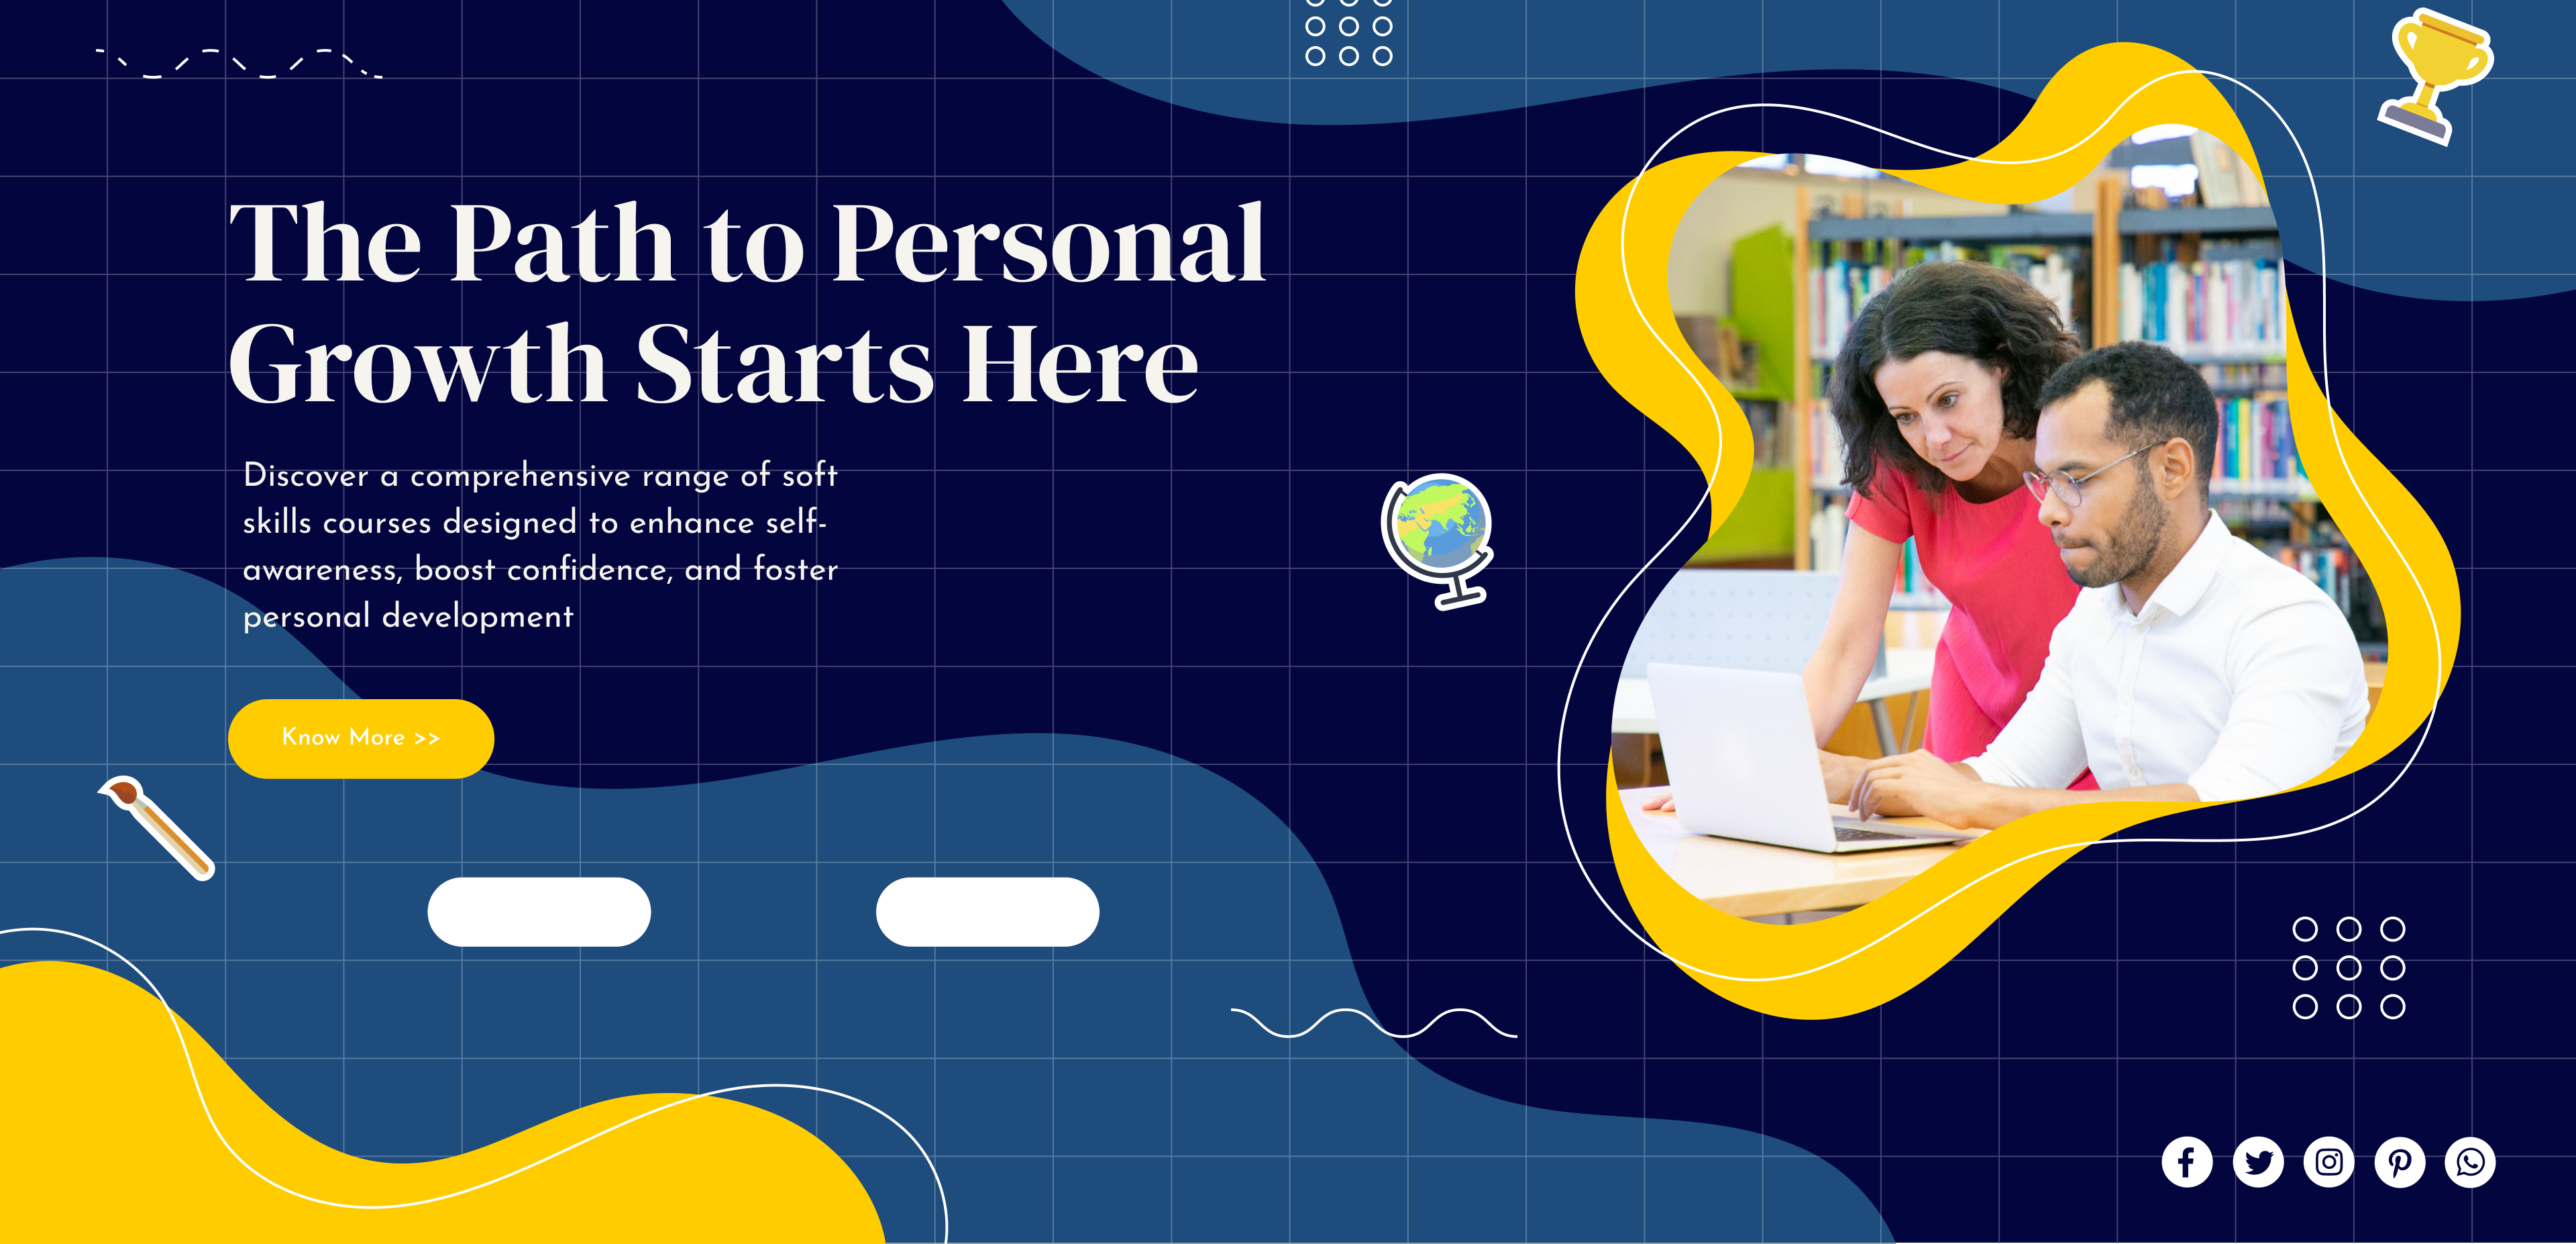 The Path to Personal
Growth Starts Here
Discover a comprehensive range of soft
skills courses designed to enhance self-
awareness, boost confidence, and foster
personal development
Know More >>